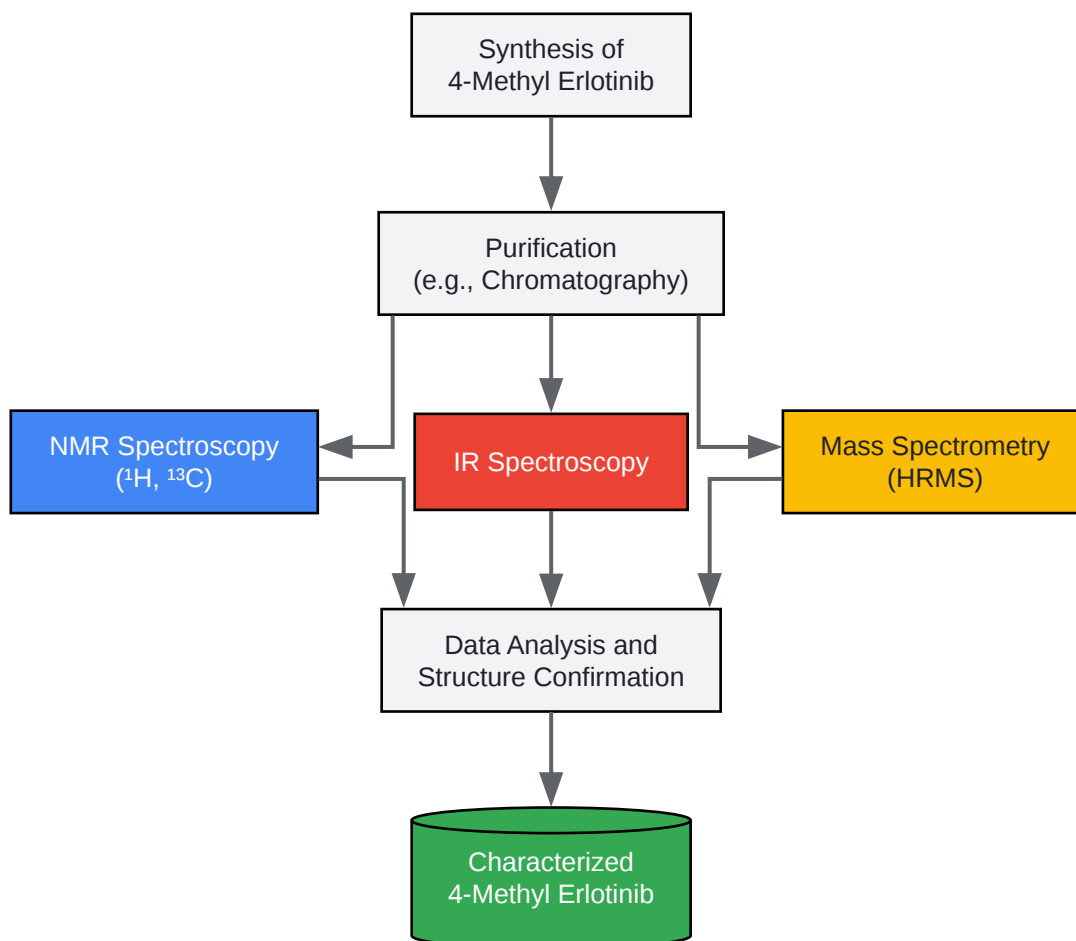 Synthesis of
4-Methyl Erlotinib
Purification
(e.g., Chromatography)
NMR Spectroscopy
(¹H, ¹³C)
IR Spectroscopy
Mass Spectrometry
(HRMS)
Data Analysis and
Structure Confirmation
Characterized
4-Methyl Erlotinib